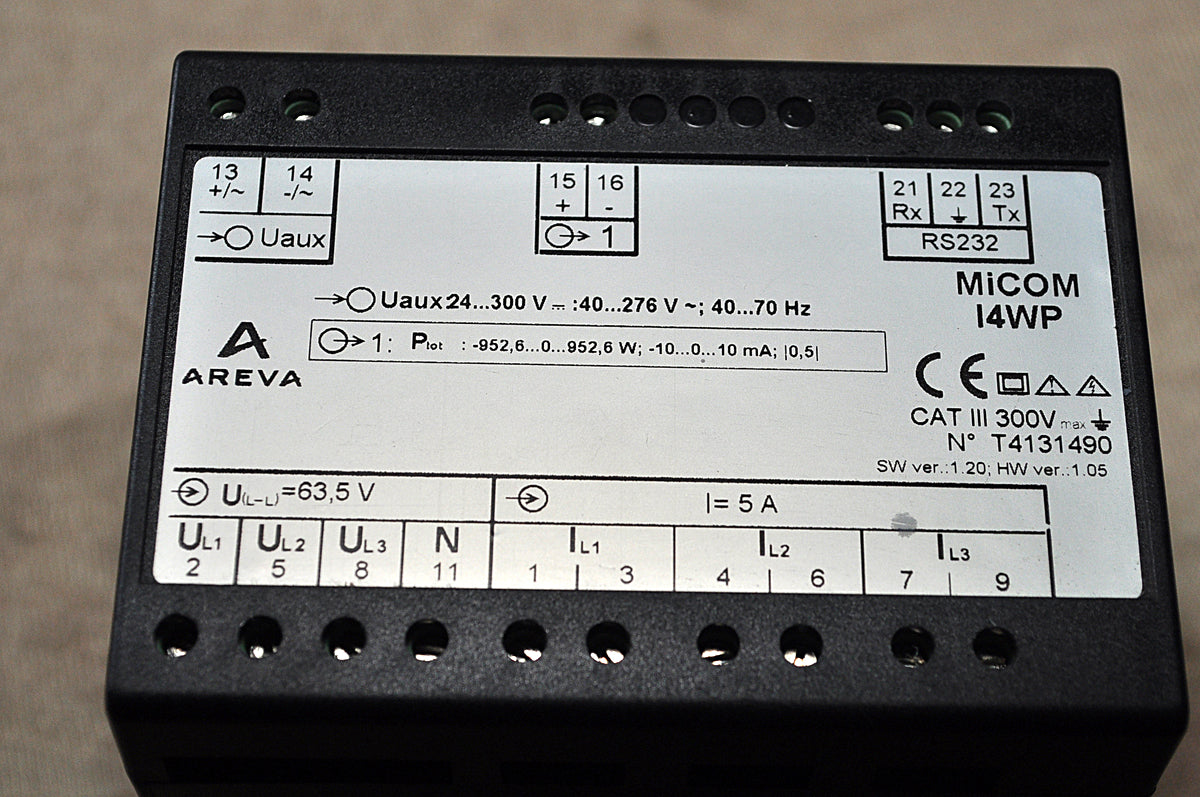 13 14 15 16 21 22 23
+/~ -/~ + - Rx Tx
Uaux 1 RS232
MiCOM
I4WP
Uaux:24...300 V ⎓ :40...276 V ~; 40...70 Hz
1: Ptot : -952,6...0...952,6 W; -10...0...10 mA; |0,5|
AREVA
CE
CAT III 300V max
N° T4131490
SW ver.:1.20; HW ver.:1.05
U(L-L)=63,5 V I= 5 A
UL1 UL2 UL3 N IL1 IL2 IL3
2 5 8 11 1 3 4 6 7 9